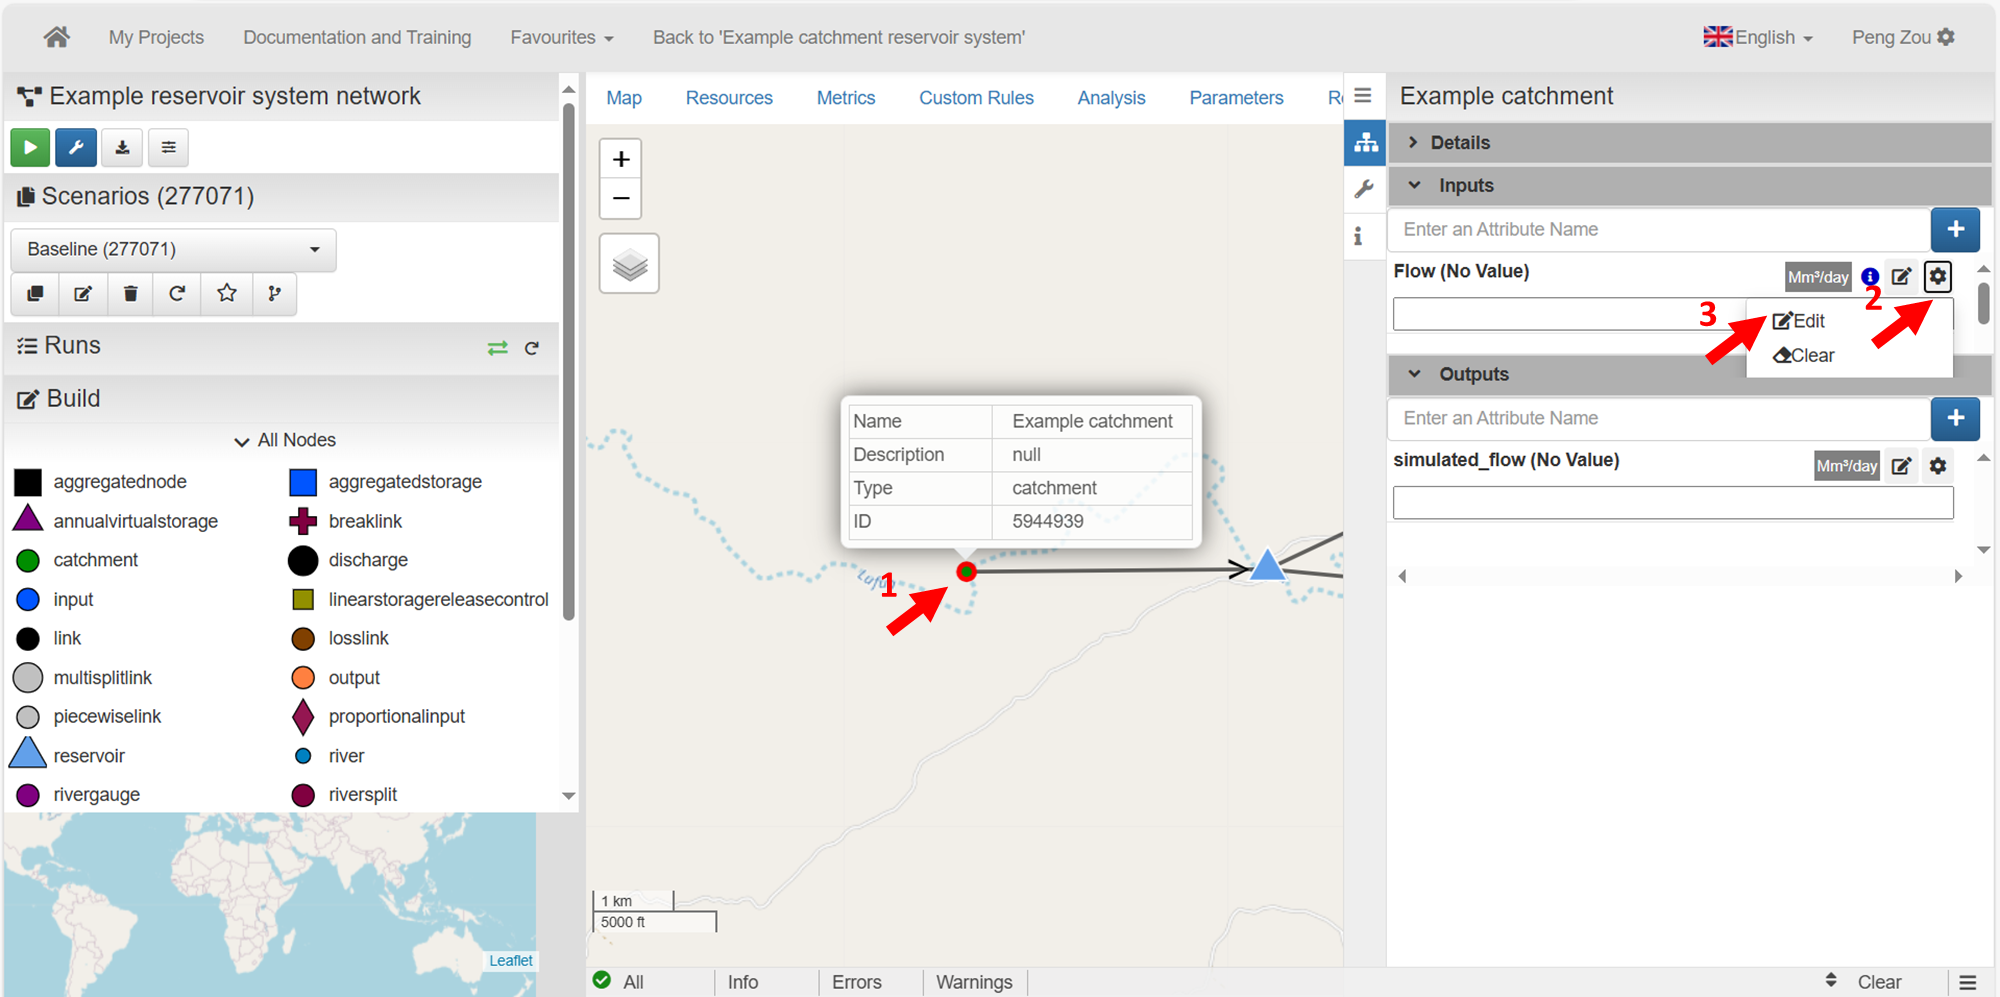 My Projects
Documentation and Training
Favourites
Back to 'Example catchment reservoir system'
English
Peng Zou
Example reservoir system network
Scenarios (277071)
Baseline (277071)
Runs
Build
All Nodes
aggregatednode
aggregatedstorage
annualvirtualstorage
breaklink
catchment
discharge
input
linearstoragereleasecontrol
link
losslink
multisplitlink
output
piecewiselink
proportionalinput
reservoir
river
rivergauge
riversplit
Leaflet
Map
Resources
Metrics
Custom Rules
Analysis
Parameters
+
−
Name Example catchment
Description null
Type catchment
ID 5944939
1
1 km
5000 ft
All
Info
Errors
Warnings
Clear
Example catchment
Details
Inputs
Enter an Attribute Name
+
Flow (No Value)
Mm³/day
2
3
Edit
Clear
Outputs
Enter an Attribute Name
+
simulated_flow (No Value)
Mm³/day